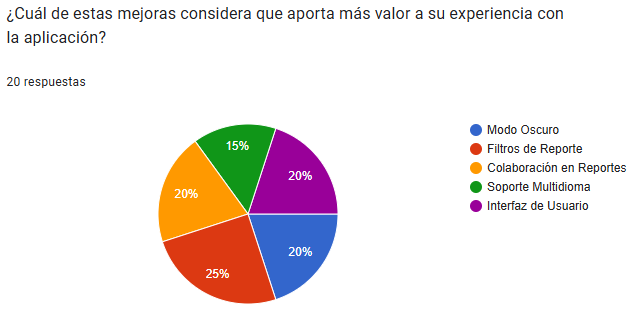 ¿Cuál de estas mejoras considera que aporta más valor a su experiencia con
la aplicación?
20 respuestas
15%
20%
20%
25%
20%
Modo Oscuro
Filtros de Reporte
Colaboración en Reportes
Soporte Multidioma
Interfaz de Usuario